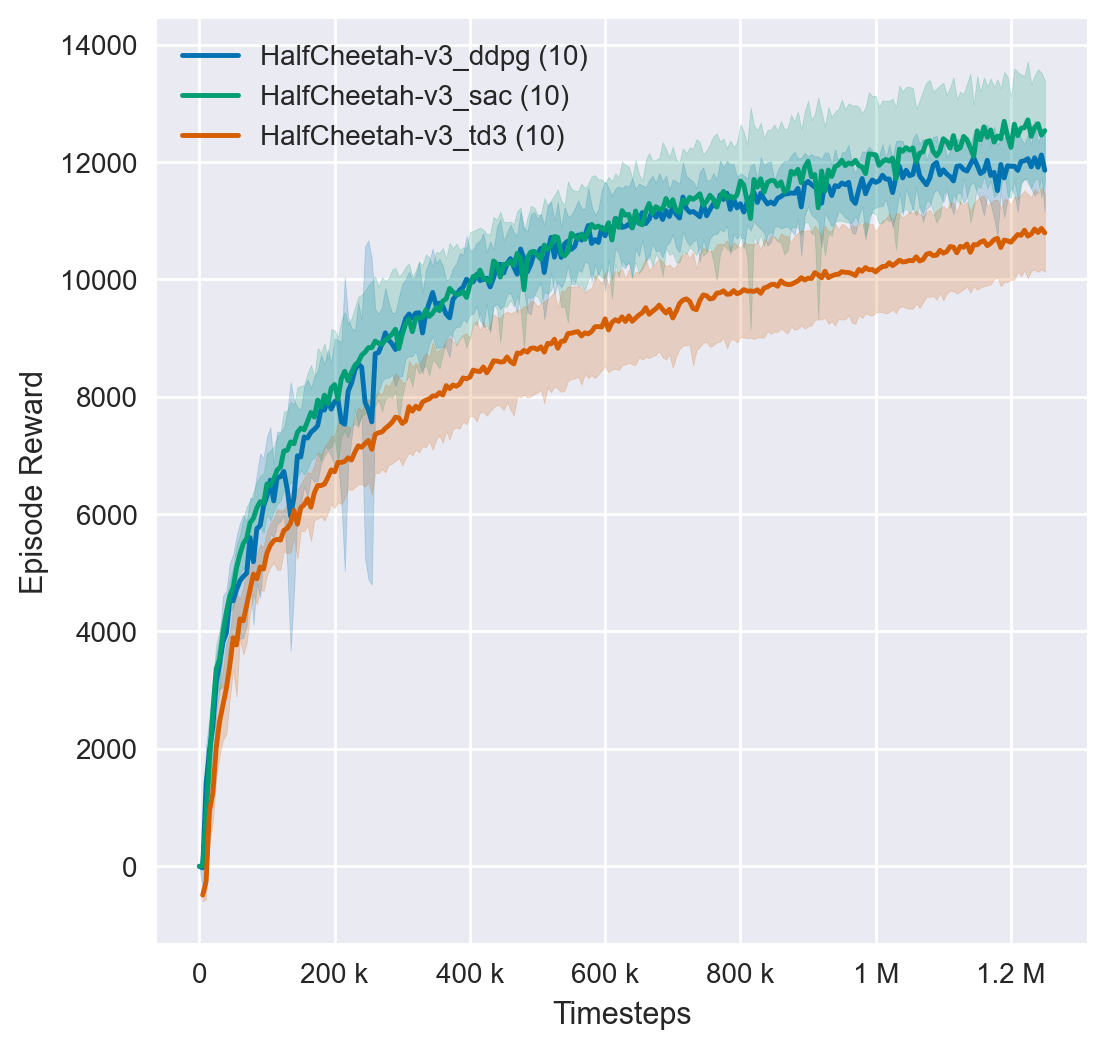 HalfCheetah-v3_ddpg (10)
HalfCheetah-v3_sac (10)
HalfCheetah-v3_td3 (10)
14000
12000
10000
8000
6000
4000
2000
0
Episode Reward
0 200 k 400 k 600 k 800 k 1 M 1.2 M
Timesteps